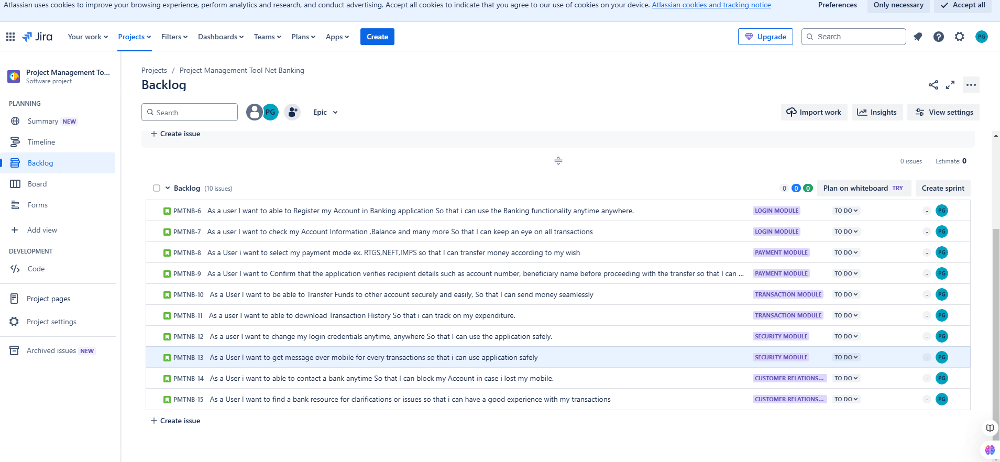 Atlassian uses cookies to improve your browsing experience, perform analytics and research, and conduct advertising. Accept all cookies to indicate that you agree to our use of cookies on your device. Atlassian cookies and tracking notice Preferences Only necessary Accept all
Jira Your work Projects Filters Dashboards Teams Plans Apps Create Upgrade Search PG
Project Management To...
Software project
PLANNING
Summary NEW
Timeline
Backlog
Board
Forms
Add view
DEVELOPMENT
Code
Project pages
Project settings
Archived issues NEW
Projects / Project Management Tool Net Banking
Backlog
Search PG Epic Import work Insights View settings
Create issue
0 issues Estimate: 0
Backlog (10 issues) 0 0 0 Plan on whiteboard TRY Create sprint
PMTNB-6 As a user I want to able to Register my Account in Banking application So that i can use the Banking functionality anytime anywhere. LOGIN MODULE TO DO - PG
PMTNB-7 As a user I want to check my Account Information ,Balance and many more So that I can keep an eye on all transactions LOGIN MODULE TO DO - PG
PMTNB-8 As a User i want to select my payment mode ex. RTGS,NEFT,IMPS so that I can transfer money according to my wish PAYMENT MODULE TO DO - PG
PMTNB-9 As a User I want to Confirm that the application verifies recipient details such as account number, beneficiary name before proceeding with the transfer so that I can ... PAYMENT MODULE TO DO - PG
PMTNB-10 As a User I want to be able to Transfer Funds to other account securely and easily, So that I can send money seamlessly TRANSACTION MODULE TO DO - PG
PMTNB-11 As a user I want to able to download Transaction History So that i can track on my expenditure. TRANSACTION MODULE TO DO - PG
PMTNB-12 As a user I want to change my login credentials anytime, anywhere So that I can use the application safely. SECURITY MODULE TO DO - PG
PMTNB-13 As a User I want to get message over mobile for every transactions so that i can use application safely SECURITY MODULE TO DO - PG
PMTNB-14 As a User i want to able to contact a bank anytime So that I can block my Account in case i lost my mobile. CUSTOMER RELATIONS... TO DO - PG
PMTNB-15 As a User I want to find a bank resource for clarifications or issues so that i can have a good experience with my transactions CUSTOMER RELATIONS... TO DO - PG
Create issue